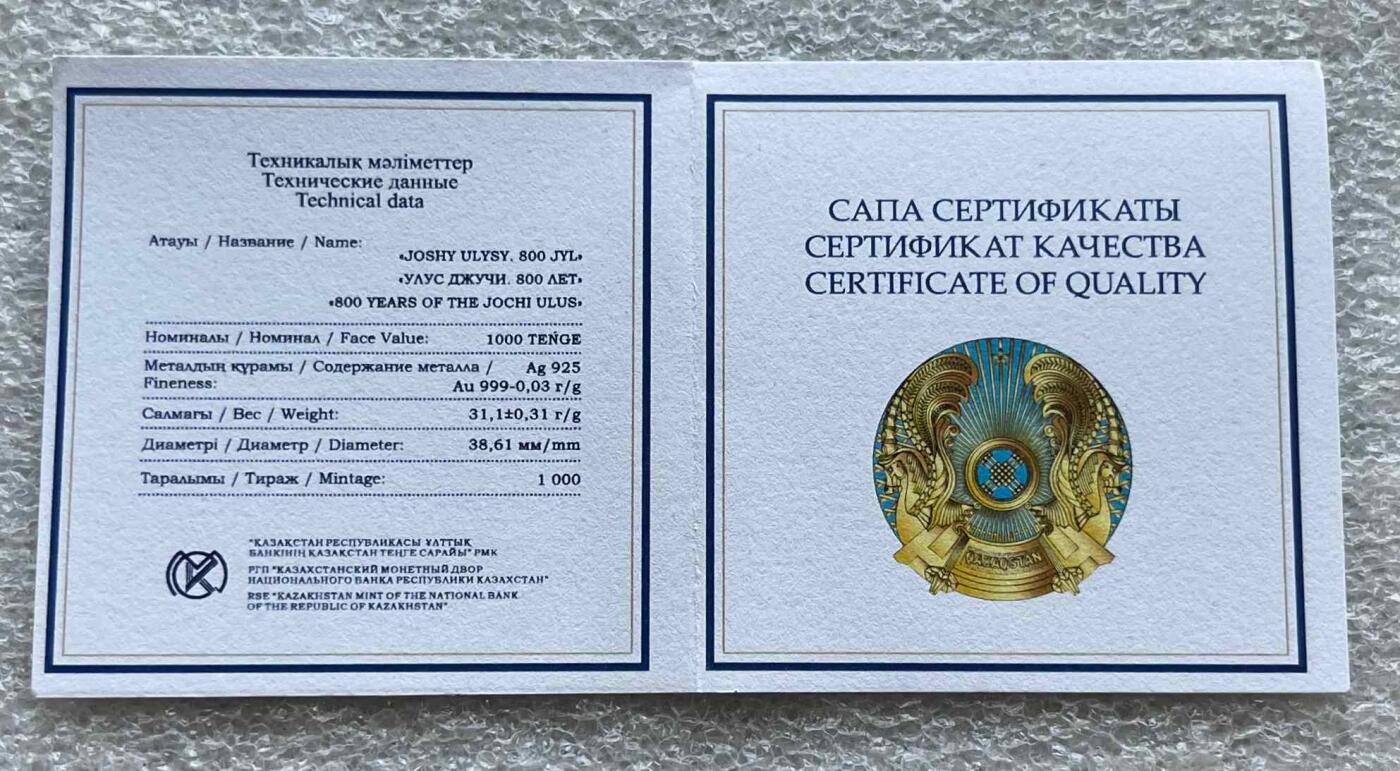 Техникалық мәліметтер
Технические данные
Technical data
Атауы / Название / Name:
«JOSHY ULYSY. 800 JYL»
«УЛУС ДЖУЧИ. 800 ЛЕТ»
«800 YEARS OF THE JOCHI ULUS»
Номиналы / Номинал / Face Value: 1000 TEŃGE
Металдың құрамы / Содержание металла / Ag 925
Fineness: Au 999-0,03 г/g
Салмағы / Вес / Weight: 31,1±0,31 г/g
Диаметрі / Диаметр / Diameter: 38,61 мм/mm
Таралымы / Тираж / Mintage: 1 000
"ҚАЗАҚСТАН РЕСПУБЛИКАСЫ ҰЛТТЫҚ
БАНКІНІҢ ҚАЗАҚСТАН ТЕҢГЕ САРАЙЫ" РМК
РГП "КАЗАХСТАНСКИЙ МОНЕТНЫЙ ДВОР
НАЦИОНАЛЬНОГО БАНКА РЕСПУБЛИКИ КАЗАХСТАН"
RSE "KAZAKHSTAN MINT OF THE NATIONAL BANK
OF THE REPUBLIC OF KAZAKHSTAN"
САПА СЕРТИФИКАТЫ
СЕРТИФИКАТ КАЧЕСТВА
CERTIFICATE OF QUALITY
QAZAQSTAN